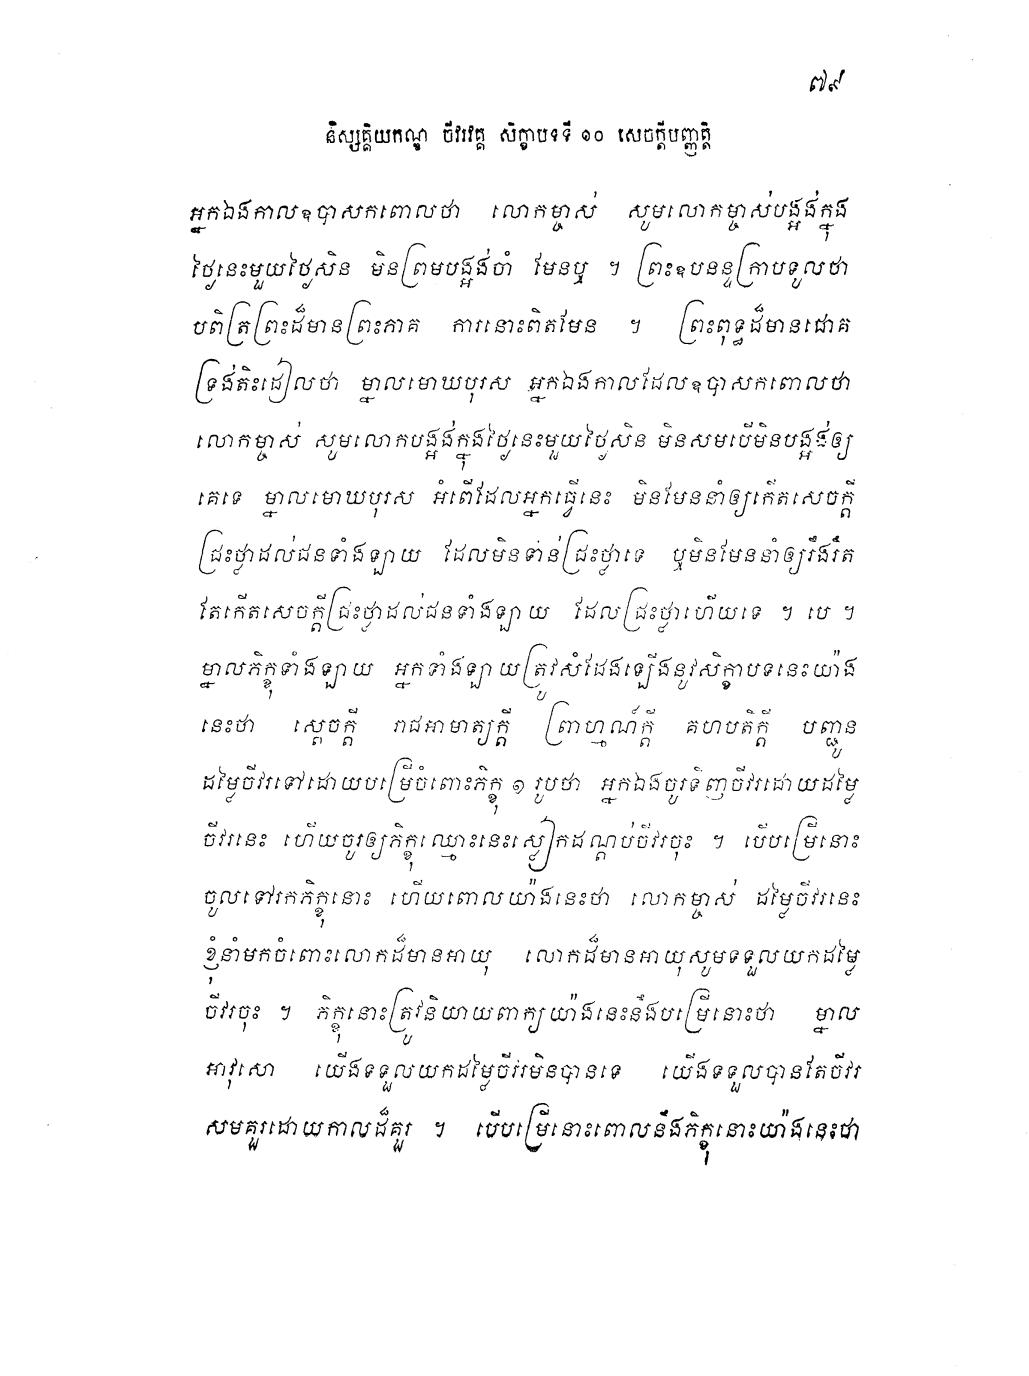 ៧៩
និស្សគ្គិយកណ្ឌ ចីវរវគ្គ សិក្ខាបទទី ១០ សេចក្តីបញ្ញត្តិ
អ្នកឯងកាលឧបាសកពោលថា លោកម្ចាស់ សូមលោកម្ចាស់បង្អង់ក្នុង
ថ្ងៃនេះមួយថ្ងៃសិន មិនព្រមបង្អង់ចាំ មែនឬ ។ ព្រះឧបនន្ទក្រាបទូលថា
បពិត្រព្រះដ៏មានព្រះភាគ ការនោះពិតមែន ។ ព្រះពុទ្ធដ៏មានជោគ
ទ្រង់តិះដៀលថា ម្នាលមោឃបុរស អ្នកឯងកាលដែលឧបាសកពោលថា
លោកម្ចាស់ សូមលោកបង្អង់ក្នុងថ្ងៃនេះមួយថ្ងៃសិន មិនសមបើមិនបង្អង់ឲ្យ
គេទេ ម្នាលមោឃបុរស អំពើដែលអ្នកធ្វើនេះ មិនមែននាំឲ្យកើតសេចក្តី
ជ្រះថ្លាដល់ជនទាំងឡាយ ដែលមិនទាន់ជ្រះថ្លាទេ ឬមិនមែននាំឲ្យរឹងរឹត
តែកើតសេចក្តីជ្រះថ្លាដល់ជនទាំងឡាយ ដែលជ្រះថ្លាហើយទេ ។ បេ ។
ម្នាលភិក្ខុទាំងឡាយ អ្នកទាំងឡាយត្រូវសំដែងឡើងនូវសិក្ខាបទនេះយ៉ាង
នេះថា ស្តេចក្តី រាជអាមាត្យក្តី ព្រាហ្មណ៍ក្តី គហបតិក្តី បញ្ជូន
ដម្លៃចីវរទៅដោយបម្រើចំពោះភិក្ខុ ១ រូបថា អ្នកឯងចូរទិញចីវរដោយដម្លៃ
ចីវរនេះ ហើយចូរឲ្យភិក្ខុឈ្មោះនេះស្លៀកដណ្តប់ចីវរចុះ ។ បើបម្រើនោះ
ចូលទៅរកភិក្ខុនោះ ហើយពោលយ៉ាងនេះថា លោកម្ចាស់ ដម្លៃចីវរនេះ
ខ្ញុំនាំមកចំពោះលោកដ៏មានអាយុ លោកដ៏មានអាយុសូមទទួលយកដម្លៃ
ចីវរចុះ ។ ភិក្ខុនោះត្រូវនិយាយពាក្យយ៉ាងនេះនឹងបម្រើនោះថា ម្នាល
អាវុសោ យើងទទួលយកដម្លៃចីវរមិនបានទេ យើងទទួលបានតែចីវរ
សមគួរដោយកាលដ៏គួរ ។ បើបម្រើនោះពោលនឹងភិក្ខុនោះយ៉ាងនេះថា